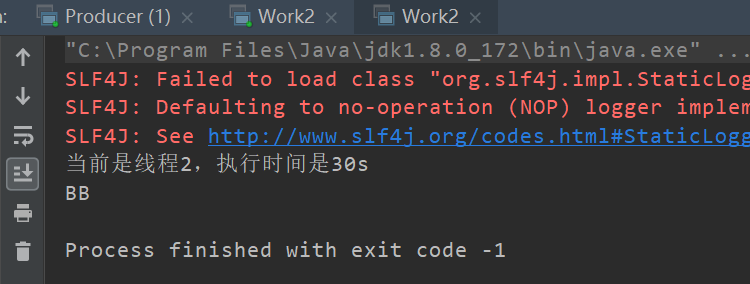 n: Producer (1) × Work2 × Work2 ×
"C:\Program Files\Java\jdk1.8.0_172\bin\java.exe" ...
SLF4J: Failed to load class "org.slf4j.impl.StaticLog
SLF4J: Defaulting to no-operation (NOP) logger implem
SLF4J: See http://www.slf4j.org/codes.html#StaticLogg
当前是线程2，执行时间是30s
BB
Process finished with exit code -1